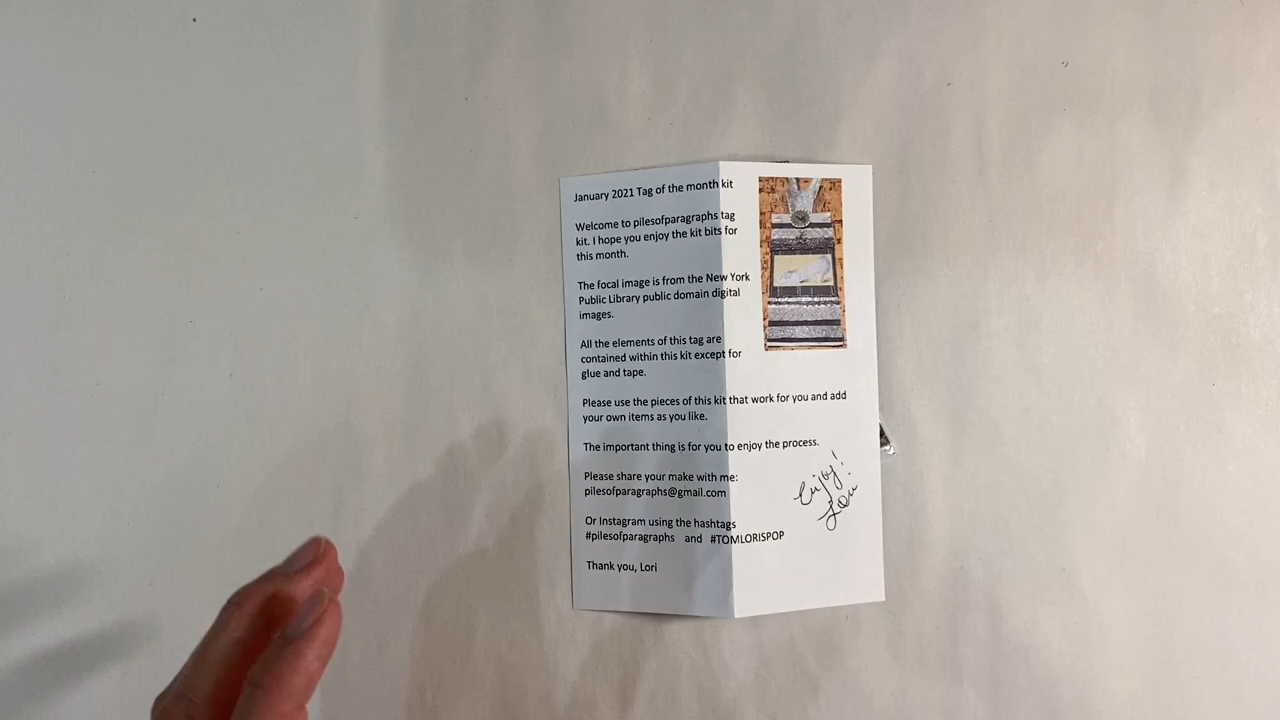 January 2021 Tag of the month kit
Welcome to pilesofparagraphs tag
kit. I hope you enjoy the kit bits for
this month.
The focal image is from the New York
Public Library public domain digital
images.
All the elements of this tag are
contained within this kit except for
glue and tape.
Please use the pieces of this kit that work for you and add
your own items as you like.
The important thing is for you to enjoy the process.
Please share your make with me:
pilesofparagraphs@gmail.com
Or Instagram using the hashtags
#pilesofparagraphs and #TOMLORISPOP
Thank you, Lori
Enjoy!
Lori